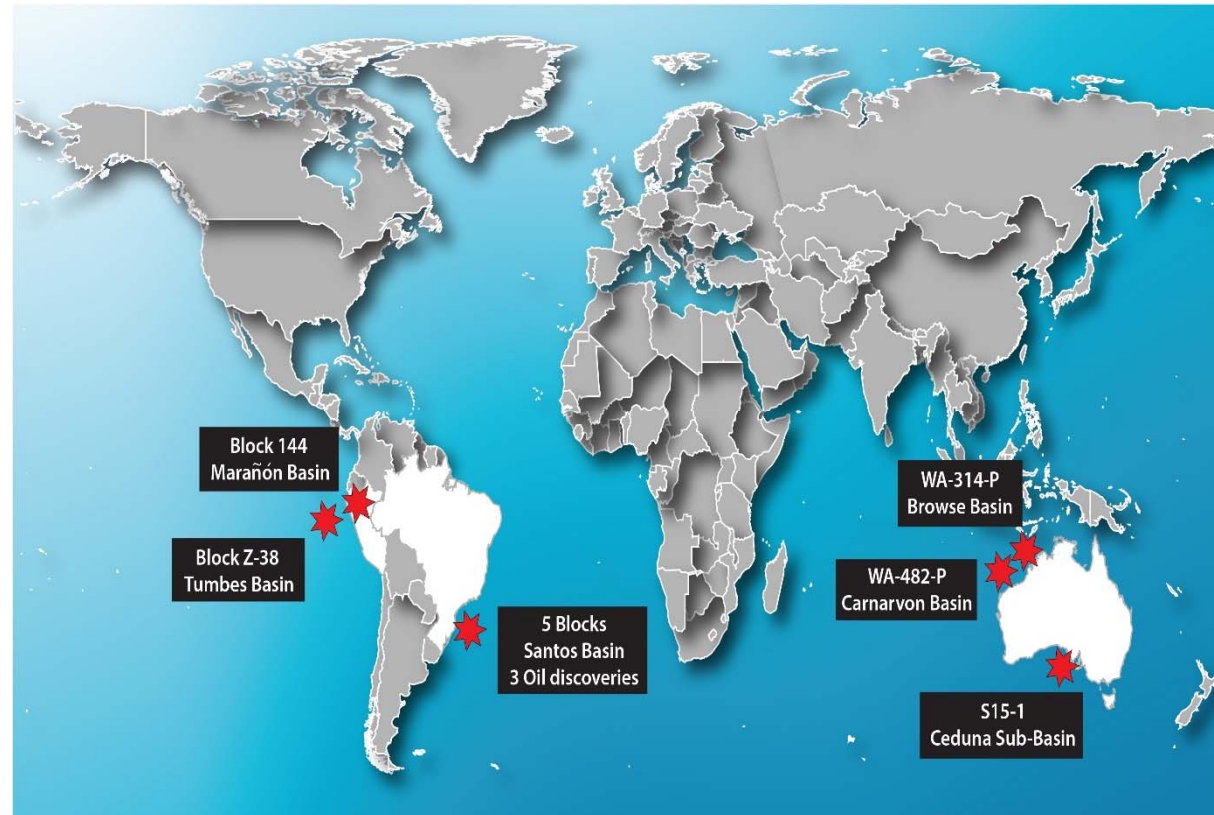 Block 144
Marañón Basin
Block Z-38
Tumbes Basin
5 Blocks
Santos Basin
3 Oil discoveries
WA-314-P
Browse Basin
WA-482-P
Carnarvon Basin
S15-1
Ceduna Sub-Basin